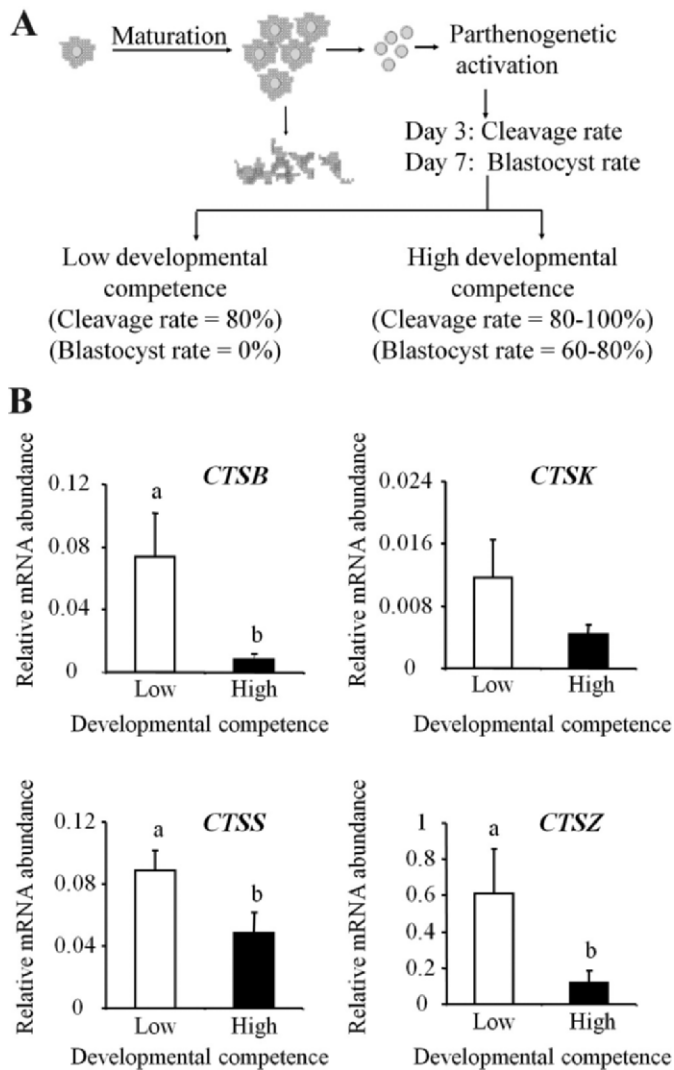 A
Maturation
Parthenogenetic
activation
Day 3: Cleavage rate
Day 7: Blastocyst rate
Low developmental
competence
(Cleavage rate = 80%)
(Blastocyst rate = 0%)
High developmental
competence
(Cleavage rate = 80-100%)
(Blastocyst rate = 60-80%)
B
CTSB
Relative mRNA abundance
0.12
0.08
0.04
0
a
b
Low High
Developmental competence
CTSK
Relative mRNA abundance
0.024
0.016
0.008
0
Low High
Developmental competence
CTSS
Relative mRNA abundance
0.12
0.08
0.04
0
a
b
Low High
Developmental competence
CTSZ
Relative mRNA abundance
1
0.8
0.6
0.4
0.2
0
a
b
Low High
Developmental competence